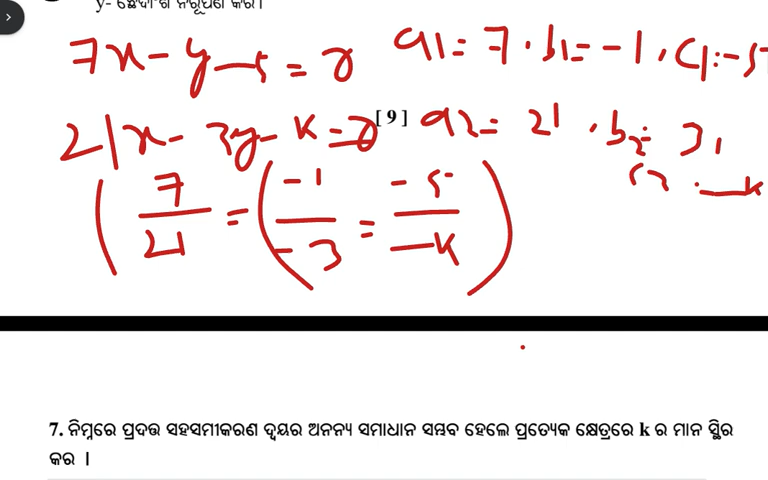 y- ଛେଦାଂଶ ନିରୂପଣ କର।
7x - y - 5 = 0 a1 = 7 . b1 = -1 , C1 = -5
21x - 3y - k = 0 [ 9 ] a2 = 21 . b2 = 3,
C2 = -k
( 7/21 = ( -1/-3 = -5/-k )
7. ନିମ୍ନରେ ପ୍ରଦତ୍ତ ସହସମୀକରଣ ଦ୍ୱୟର ଅନନ୍ୟ ସମାଧାନ ସମ୍ଭବ ହେଲେ ପ୍ରତ୍ୟେକ କ୍ଷେତ୍ରରେ k ର ମାନ ସ୍ଥିର
କର ।